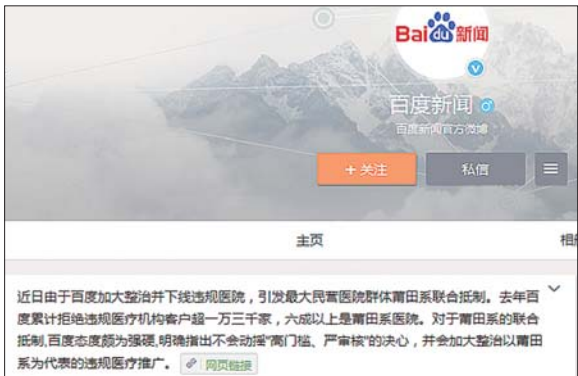 Bai du 新闻
V
百度新闻
百度新闻官方微博
+ 关注
私信
主页
相册
近日由于百度加大整治并下线违规医院，引发最大民营医院群体莆田系联合抵制。去年百
度累计拒绝违规医疗机构客户超一万三千家，六成以上是莆田系医院。对于莆田系的联合
抵制,百度态度颇为强硬,明确指出不会动摇“高门槛、严审核”的决心，并会加大整治以莆田
系为代表的违规医疗推广。 网页链接